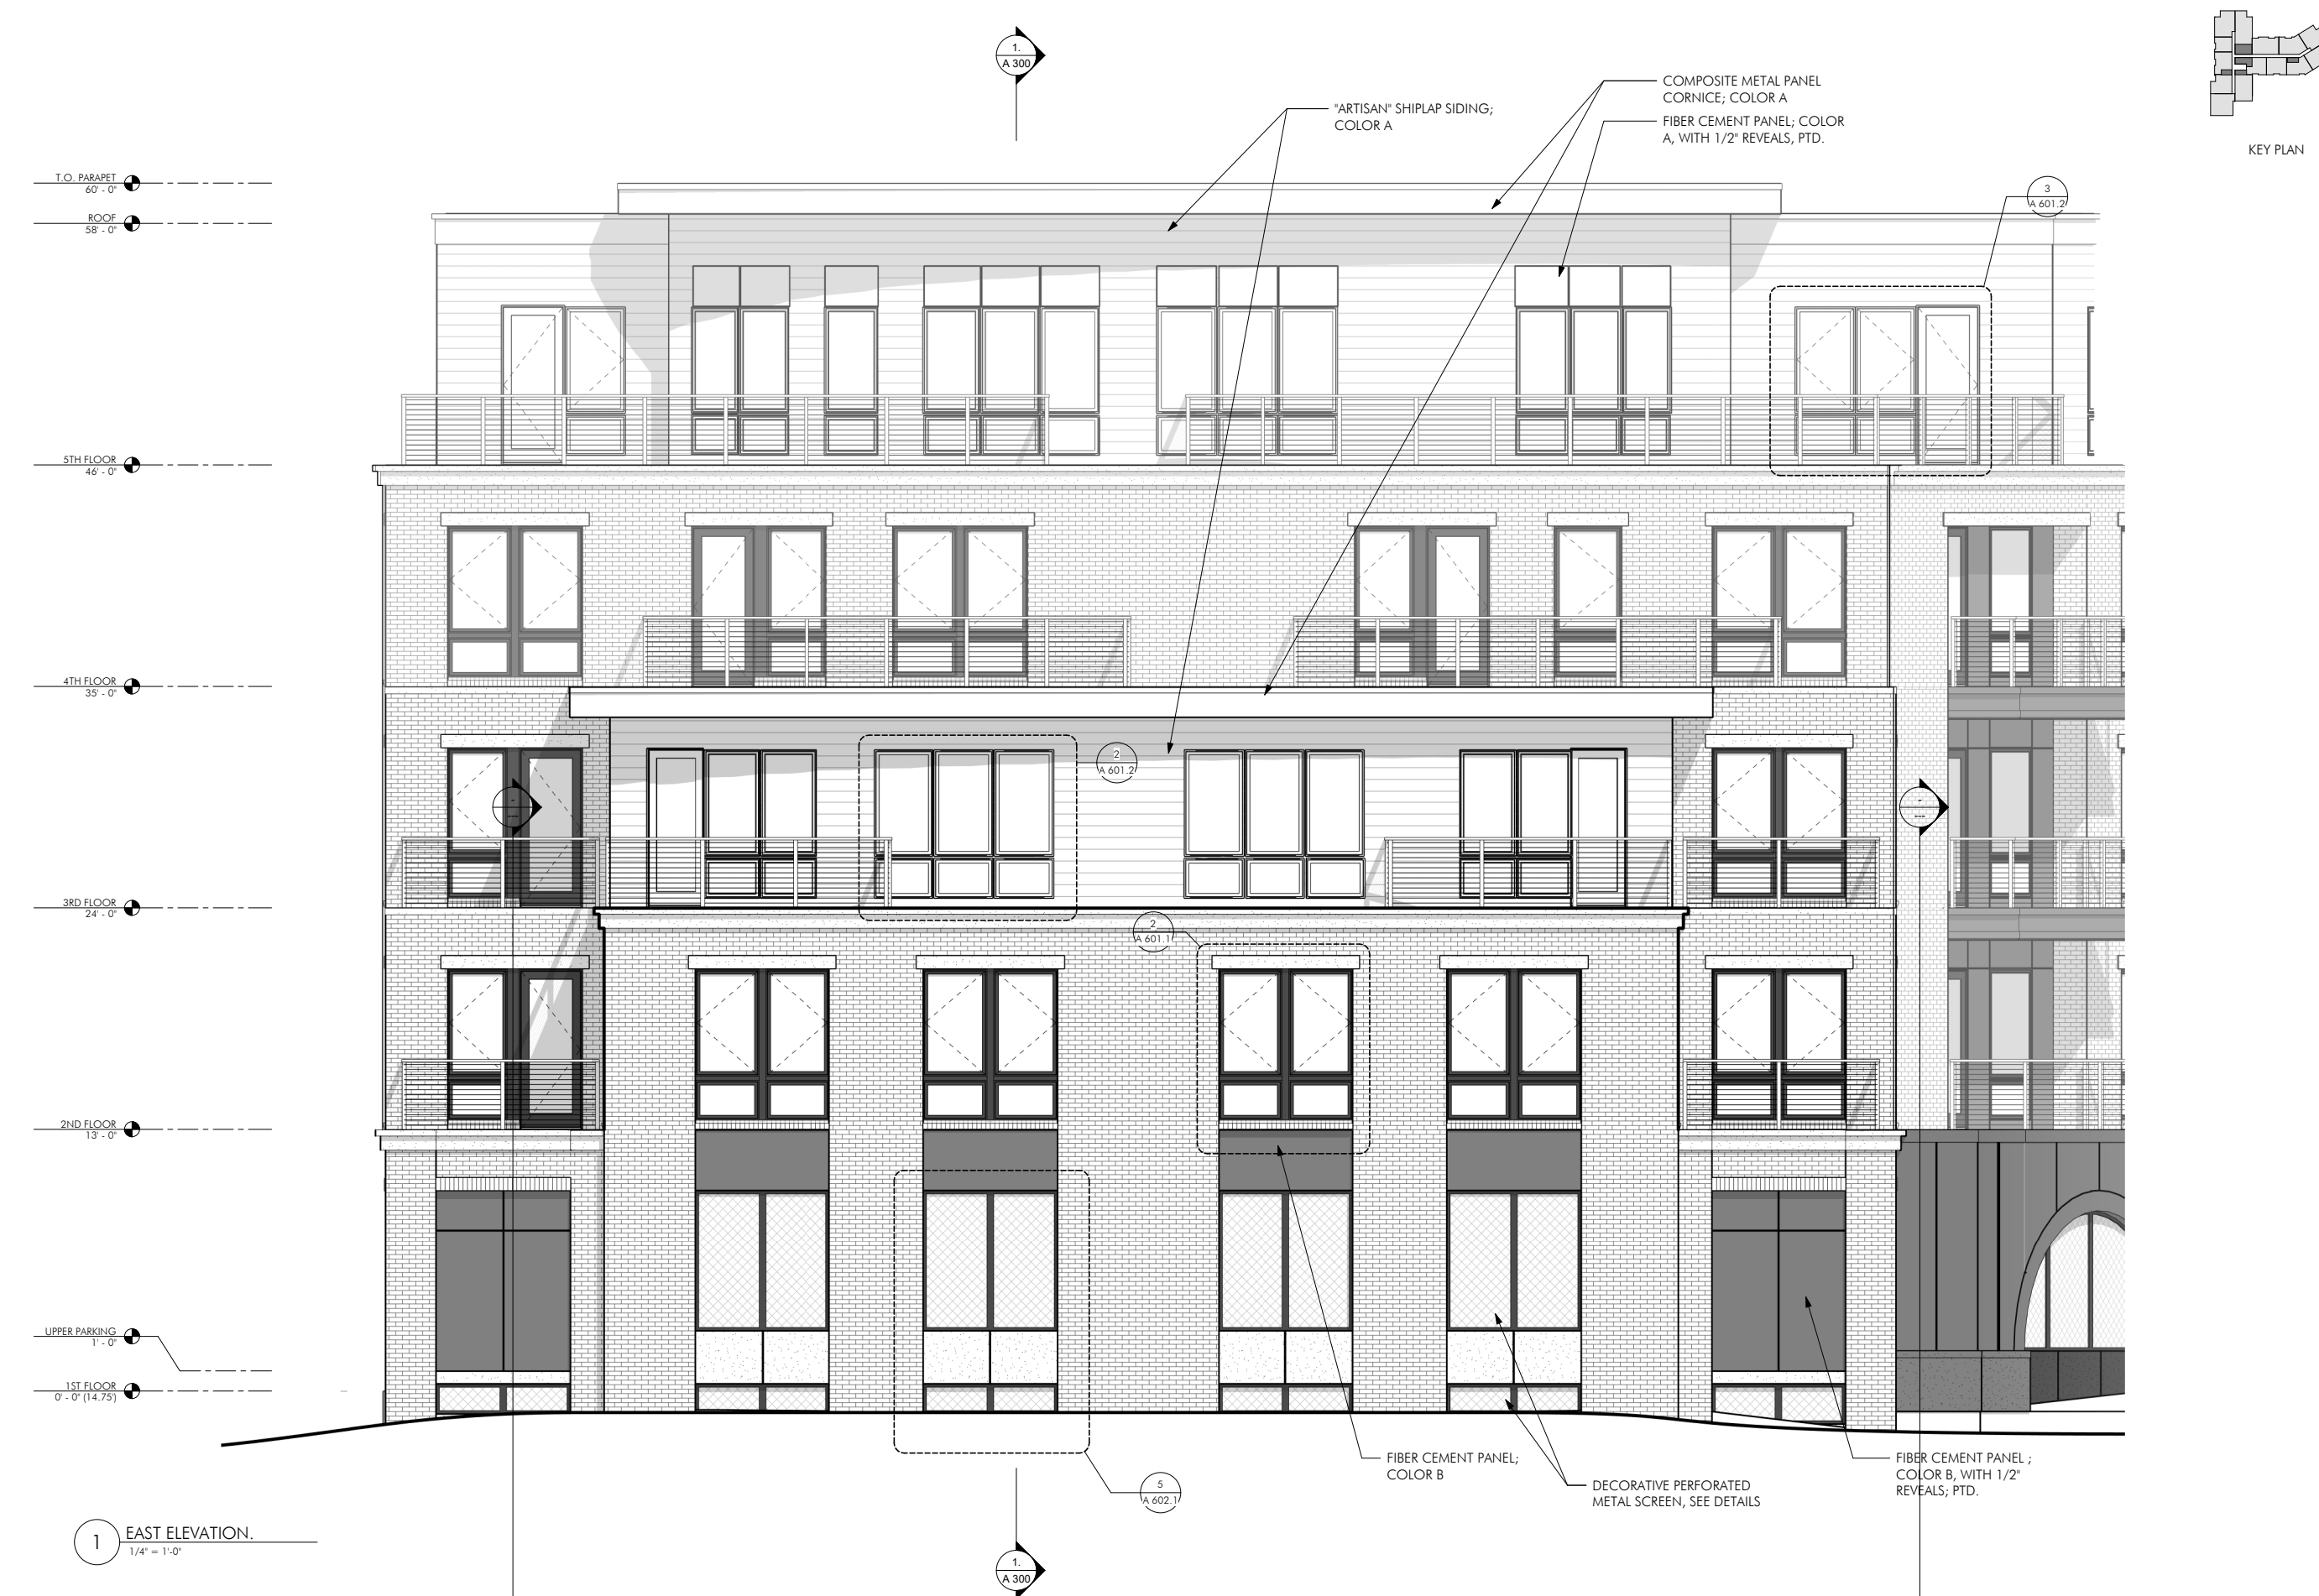 1.
A 300
KEY PLAN
"ARTISAN" SHIPLAP SIDING;
COLOR A
COMPOSITE METAL PANEL
CORNICE; COLOR A
FIBER CEMENT PANEL; COLOR
A, WITH 1/2" REVEALS, PTD.
T.O. PARAPET
60' - 0"
ROOF
58' - 0"
3
A 601.2
5TH FLOOR
46' - 0"
4TH FLOOR
35' - 0"
2
A 601.2
3RD FLOOR
24' - 0"
2
A 601.1
2ND FLOOR
13' - 0"
UPPER PARKING
1' - 0"
1ST FLOOR
0' - 0" (14.75')
FIBER CEMENT PANEL;
COLOR B
DECORATIVE PERFORATED
METAL SCREEN, SEE DETAILS
FIBER CEMENT PANEL ;
COLOR B, WITH 1/2"
REVEALS; PTD.
5
A 602.1
1
EAST ELEVATION.
1/4" = 1'-0"
1.
A 300